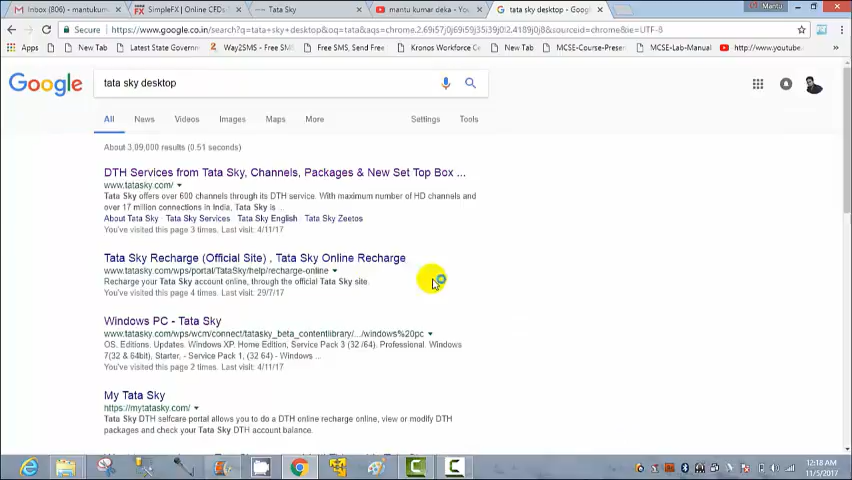 Inbox (806) - mantukum
SimpleFX | Online CFDs
Tata Sky
mantu kumar deka - You
tata sky desktop - Goog
Mantu
Secure
https://www.google.co.in/search?q=tata+sky+desktop&oq=tata+sky+desktop&aqs=chrome.2.69i57j0j69i59j35i39j0l2.4189j0j8&sourceid=chrome&ie=UTF-8
Apps
New Tab
Latest State Governme
Way2SMS - Free SMS,
Free SMS, Send Free
Kronos Workforce C
New Tab
MCSE-Course-Presen
MCSE-Lab-Manual
http://www.youtube
Google
tata sky desktop
All News Videos Images Maps More Settings Tools
About 3,09,000 results (0.51 seconds)
DTH Services from Tata Sky, Channels, Packages & New Set Top Box ...
www.tatasky.com/
Tata Sky offers over 600 channels through its DTH service. With maximum number of HD channels and
over 17 million connections in India, Tata Sky is ...
About Tata Sky · Tata Sky Services · Tata Sky English · Tata Sky Zeetos
You've visited this page 3 times. Last visit: 4/11/17
Tata Sky Recharge (Official Site) , Tata Sky Online Recharge
www.tatasky.com/wps/portal/TataSky/help/recharge-online
Recharge your Tata Sky account online, through the official Tata Sky site.
You've visited this page 4 times. Last visit: 29/7/17
Windows PC - Tata Sky
www.tatasky.com/wps/wcm/connect/tatasky_beta_contentlibrary/.../windows%20pc
OS. Editions. Updates. Windows XP. Home Edition, Service Pack 3 (32 /64). Professional. Windows
7(32 & 64bit), Starter, - Service Pack 1, (32 64) - Windows ...
You've visited this page 2 times. Last visit: 4/11/17
My Tata Sky
https://mytatasky.com/
Tata Sky DTH selfcare portal allows you to do a DTH online recharge online, view or modify DTH
packages and check your Tata Sky DTH account balance.
12:18 AM
11/5/2017